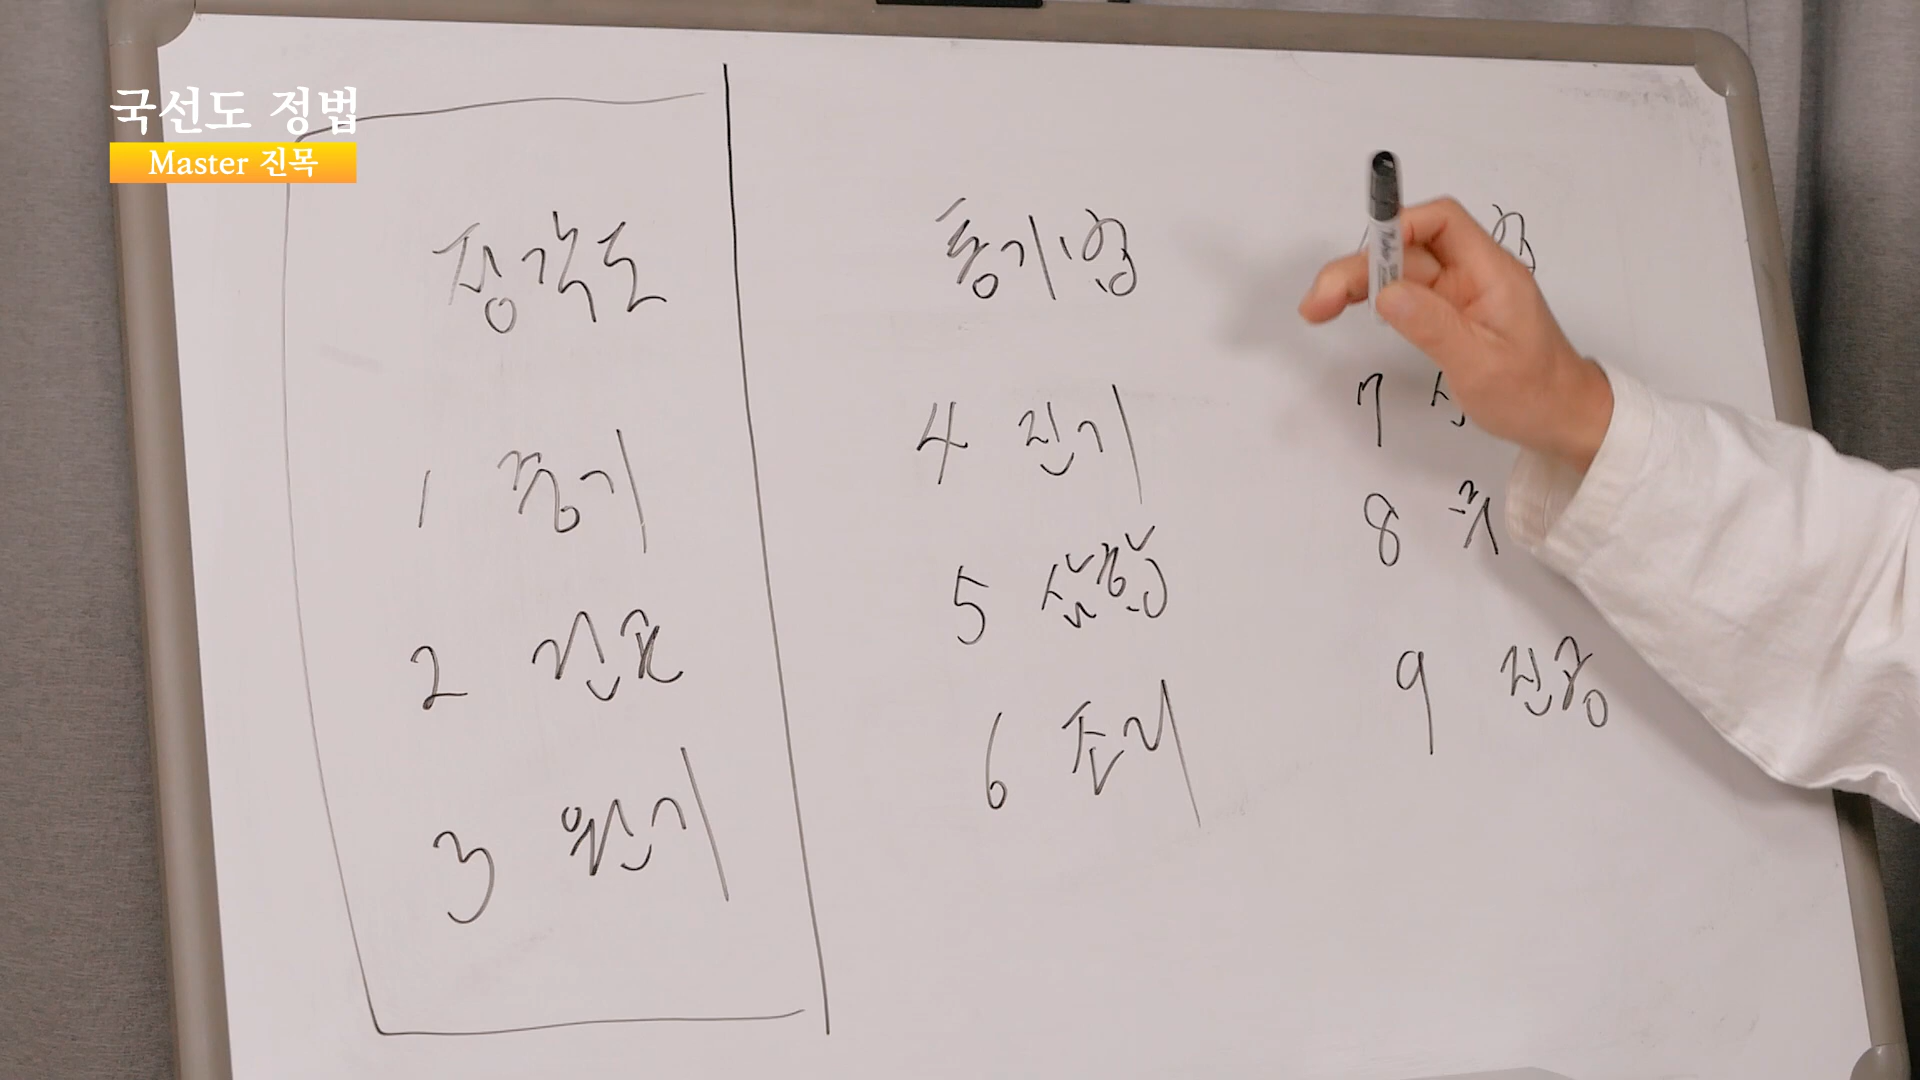 국선도 정법
Master 진목
정각도
1 중기
2 건곤
3 원기
통기법
4 진기
5 삼합
6 조리
법
7
8
9 진공